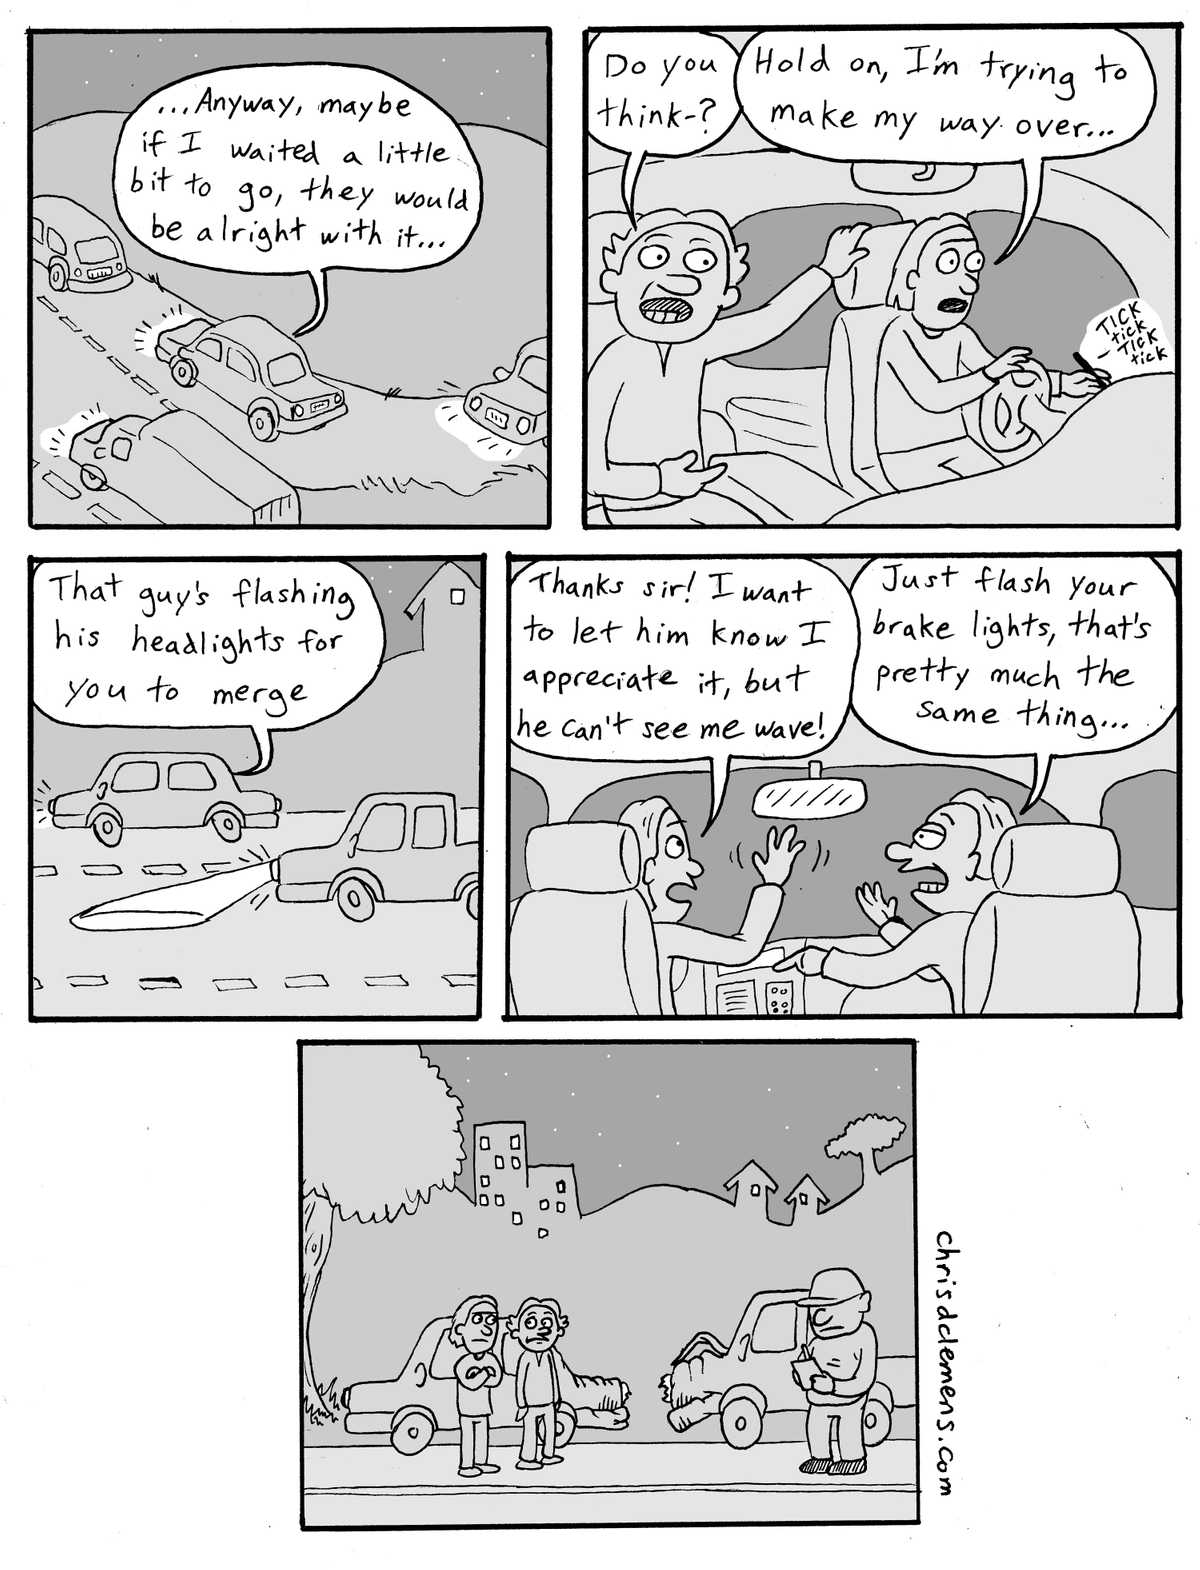 ...Anyway, maybe
if I waited a little
bit to go, they would
be alright with it...
Do you
think-?
Hold on, I'm trying to
make my way over...
TICK
tick
TICK
tick
That guy's flashing
his headlights for
you to merge
Thanks sir! I want
to let him know I
appreciate it, but
he can't see me wave!
Just flash your
brake lights, that's
pretty much the
same thing...
chrisdclemens.com